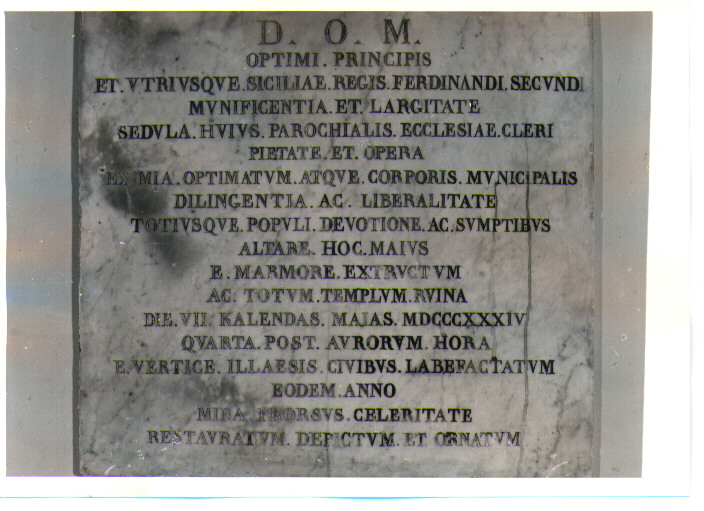 D. O. M.
OPTIMI. PRINCIPIS
ET. VTRIVSQVE. SICILIAE. REGIS. FERDINANDI. SECVNDI
MVNIFICENTIA. ET. LARGITATE
SEDVLA. HVIVS. PAROCHIALIS. ECCLESIAE. CLERI
PIETATE. ET. OPERA
EXIMIA. OPTIMATVM. ATQVE. CORPORIS. MVNICIPALIS
DILINGENTIA. AC. LIBERALITATE
TOTIVSQVE. POPVLI. DEVOTIONE. AC. SVMPTIBVS
ALTARE. HOC. MAIVS
E. MARMORE. EXTRVCTVM
AC. TOTVM. TEMPLVM. RVINA
DIE. VII. KALENDAS. MAIAS. MDCCCXXXIV
QVARTA. POST. AVRORVM. HORA
E. VERTICE. ILLAESIS. CIVIBVS. LABEFACTATVM
EODEM. ANNO
MIRA. PRORSVS. CELERITATE
RESTAVRATVM. DEPICTVM. ET. ORNATVM